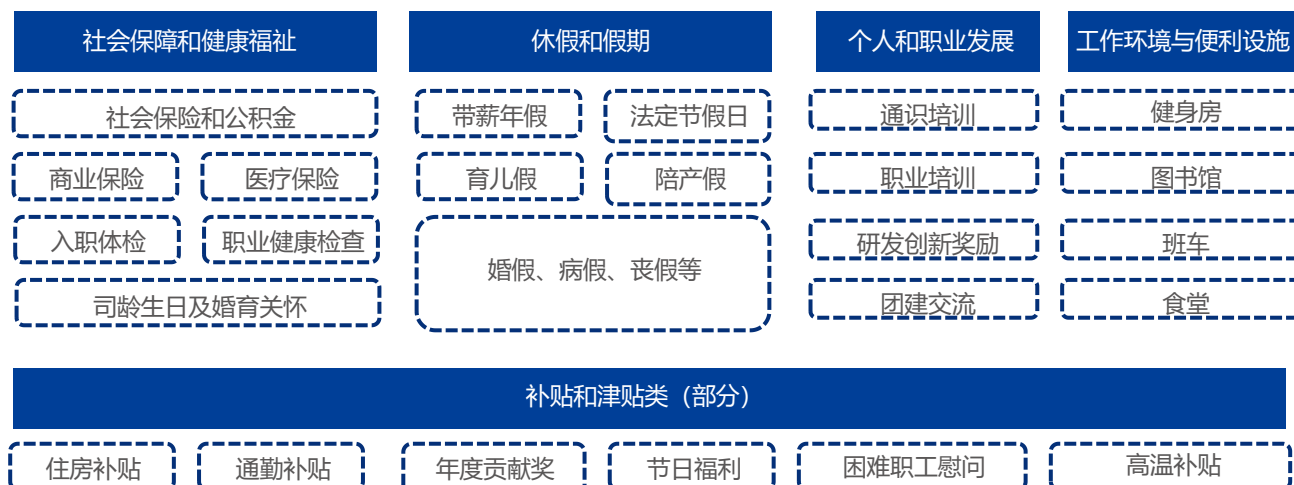 社会保障和健康福祉
社会保险和公积金
商业保险
医疗保险
入职体检
职业健康检查
司龄生日及婚育关怀
休假和假期
带薪年假
法定节假日
育儿假
陪产假
婚假、病假、丧假等
个人和职业发展
通识培训
职业培训
研发创新奖励
团建交流
工作环境与便利设施
健身房
图书馆
班车
食堂
补贴和津贴类（部分）
住房补贴
通勤补贴
年度贡献奖
节日福利
困难职工慰问
高温补贴